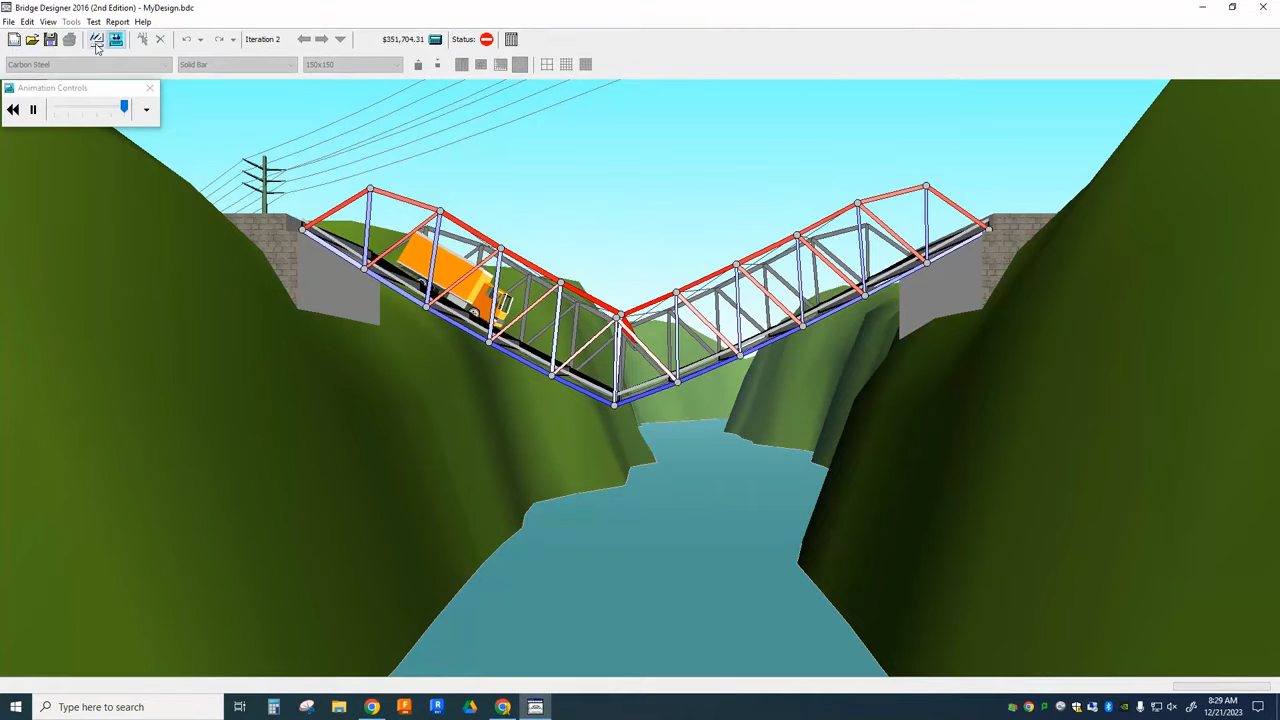 Bridge Designer 2016 (2nd Edition) - MyDesign.bdc
File Edit View Tools Test Report Help
Iteration 2 $351,704.31 Status:
Carbon Steel Solid Bar 150x150
Animation Controls
Type here to search
8:29 AM
12/21/2023